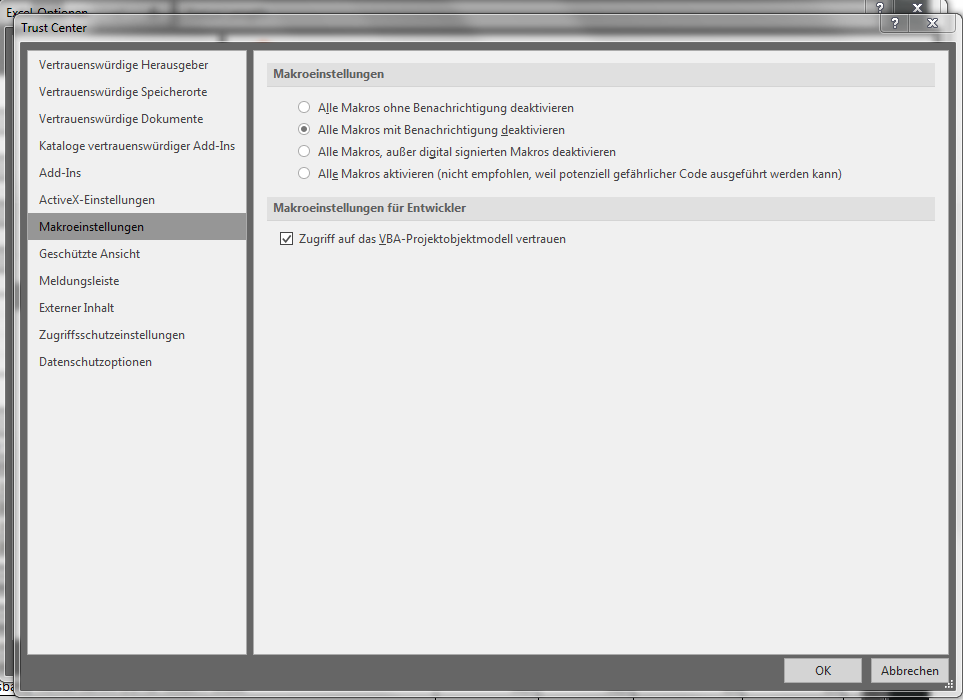 Excel-Optionen
Trust Center
Vertrauenswürdige Herausgeber
Vertrauenswürdige Speicherorte
Vertrauenswürdige Dokumente
Kataloge vertrauenswürdiger Add-Ins
Add-Ins
ActiveX-Einstellungen
Makroeinstellungen
Geschützte Ansicht
Meldungsleiste
Externer Inhalt
Zugriffsschutzeinstellungen
Datenschutzoptionen
Makroeinstellungen
Alle Makros ohne Benachrichtigung deaktivieren
Alle Makros mit Benachrichtigung deaktivieren
Alle Makros, außer digital signierten Makros deaktivieren
Alle Makros aktivieren (nicht empfohlen, weil potenziell gefährlicher Code ausgeführt werden kann)
Makroeinstellungen für Entwickler
Zugriff auf das VBA-Projektobjektmodell vertrauen
OK
Abbrechen